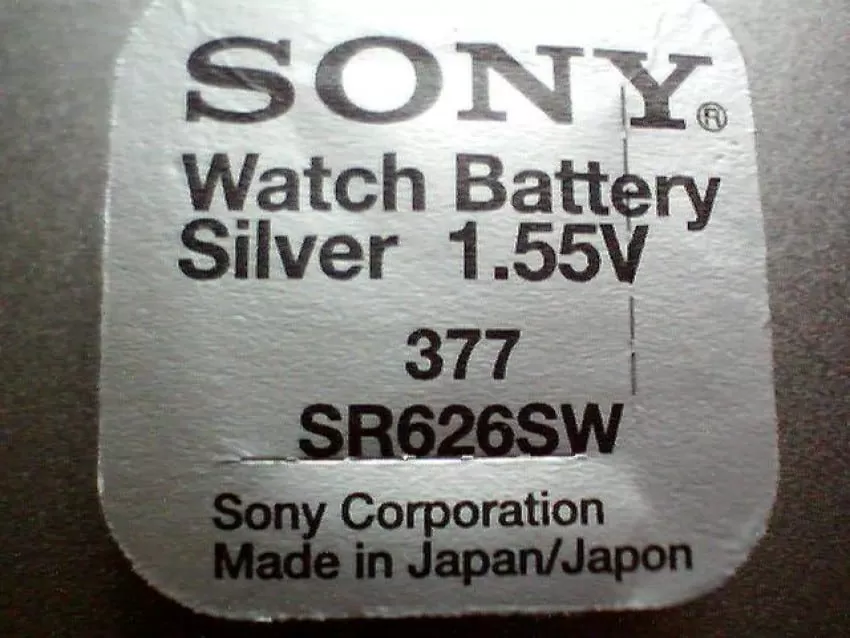 SONY®
Watch Battery
Silver 1.55V
377
SR626SW
Sony Corporation
Made in Japan/Japon